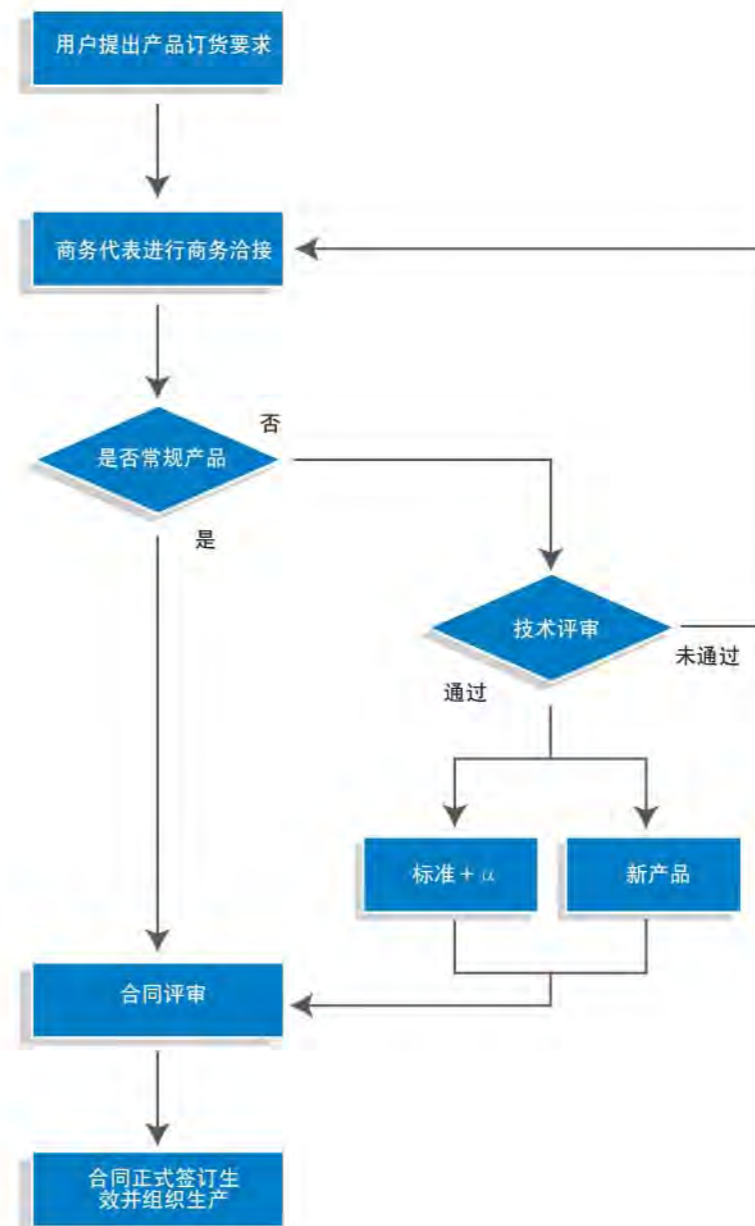 用户提出产品订货要求
商务代表进行商务洽接
否
是否常规产品
是
技术评审
未通过
通过
标准+α
新产品
合同评审
合同正式签订生
效并组织生产